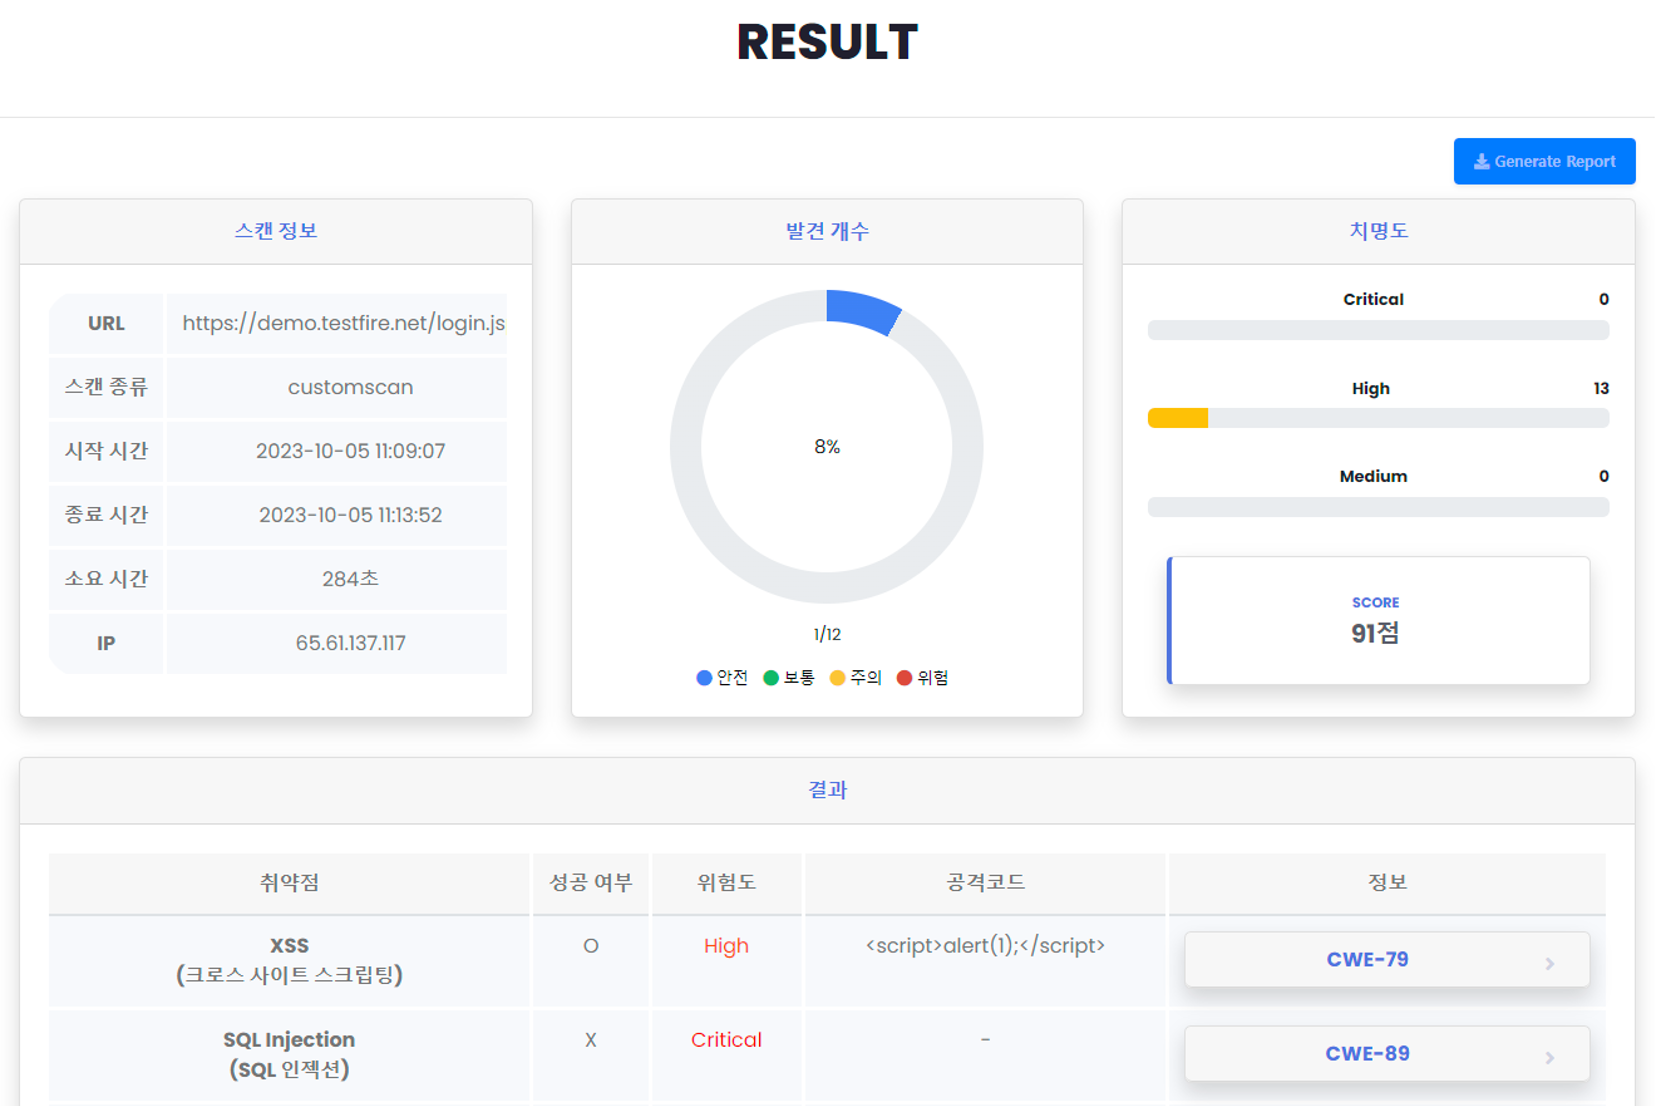 RESULT
Generate Report
스캔 정보
URL https://demo.testfire.net/login.js
스캔 종류 customscan
시작 시간 2023-10-05 11:09:07
종료 시간 2023-10-05 11:13:52
소요 시간 284초
IP 65.61.137.117
발견 개수
8%
1/12
안전 보통 주의 위험
치명도
Critical 0
High 13
Medium 0
SCORE
91점
결과
취약점 성공 여부 위험도 공격코드 정보
XSS O High <script>alert(1);</script> CWE-79
(크로스 사이트 스크립팅)
SQL Injection X Critical - CWE-89
(SQL 인젝션)